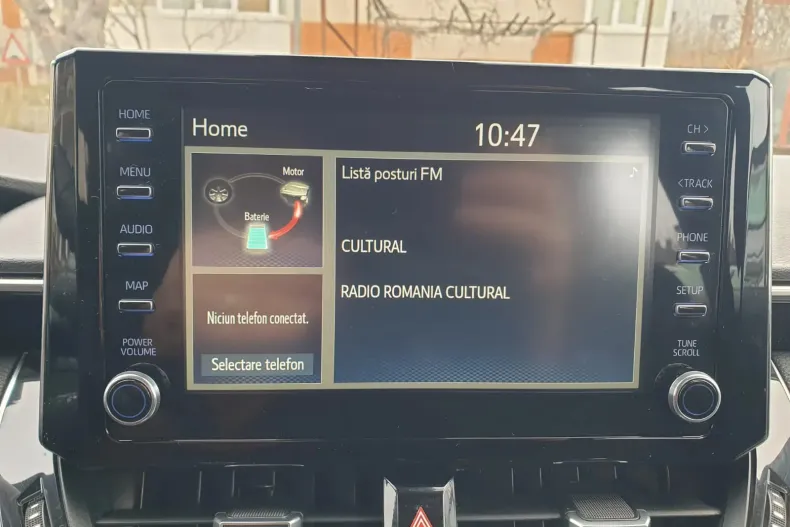 HOME
MENU
AUDIO
MAP
POWER
VOLUME
Home
10:47
Motor
Baterie
Niciun telefon conectat.
Selectare telefon
Listă posturi FM
CULTURAL
RADIO ROMANIA CULTURAL
CH >
< TRACK
PHONE
SETUP
TUNE
SCROLL